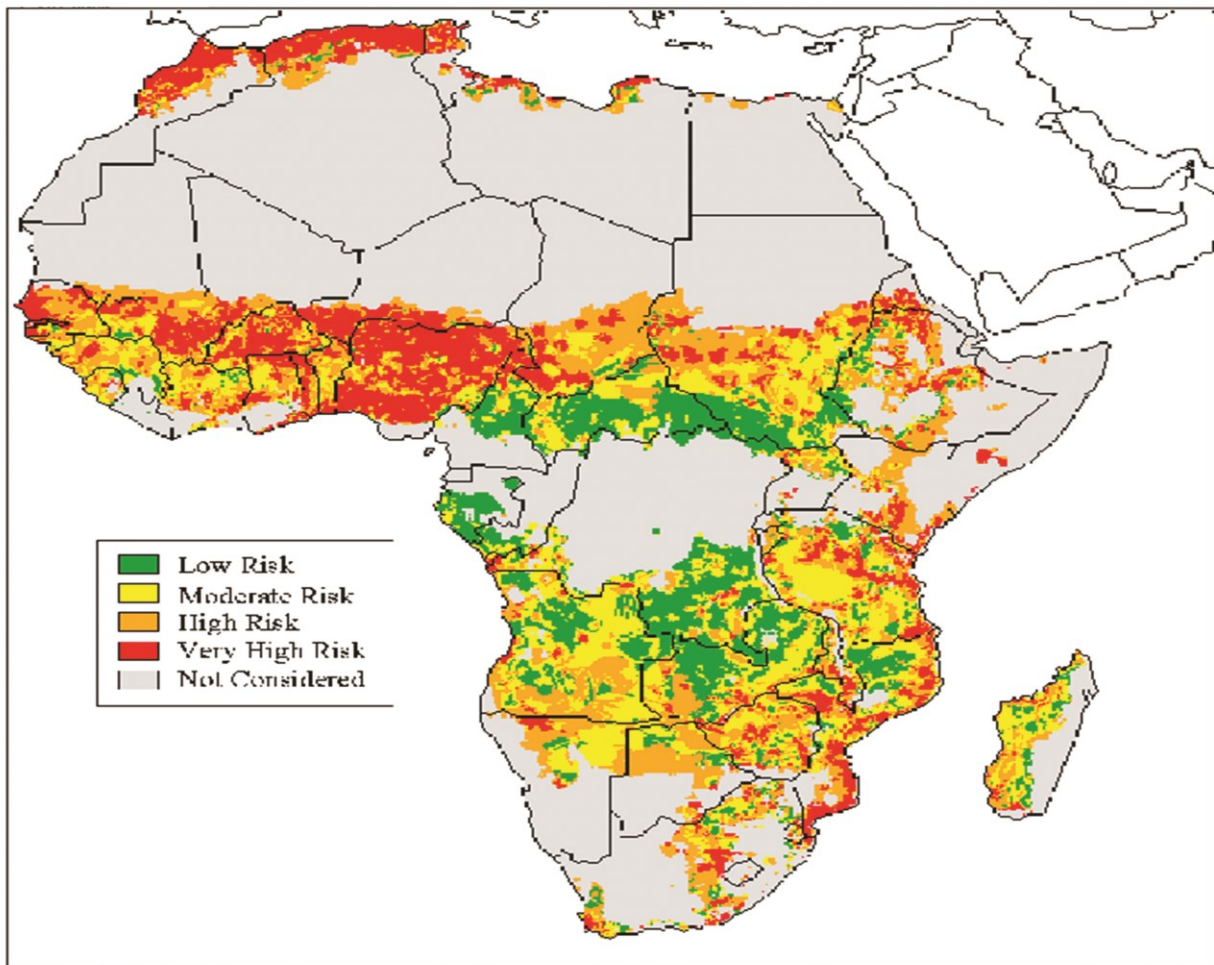 Low Risk
Moderate Risk
High Risk
Very High Risk
Not Considered